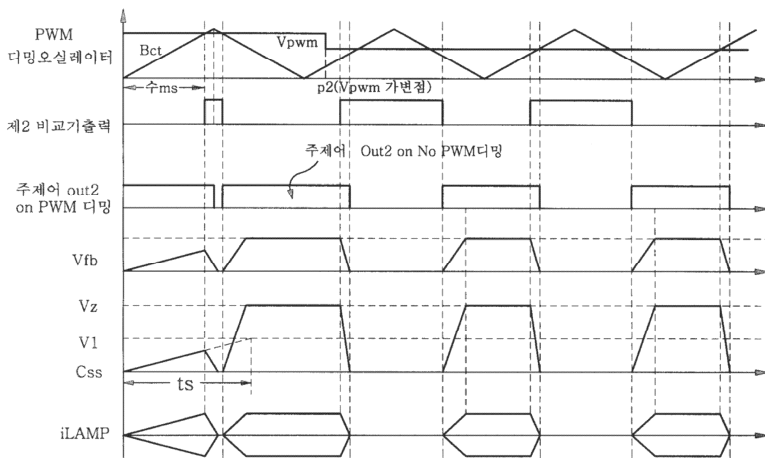 PWM
디밍오실레이터
Bct
Vpwm
수ms
p2(Vpwm 가변점)
제2 비교기출력
주제어 Out2 on No PWM디밍
주제어 out2
on PWM 디밍
Vfb
Vz
V1
Css
ts
iLAMP